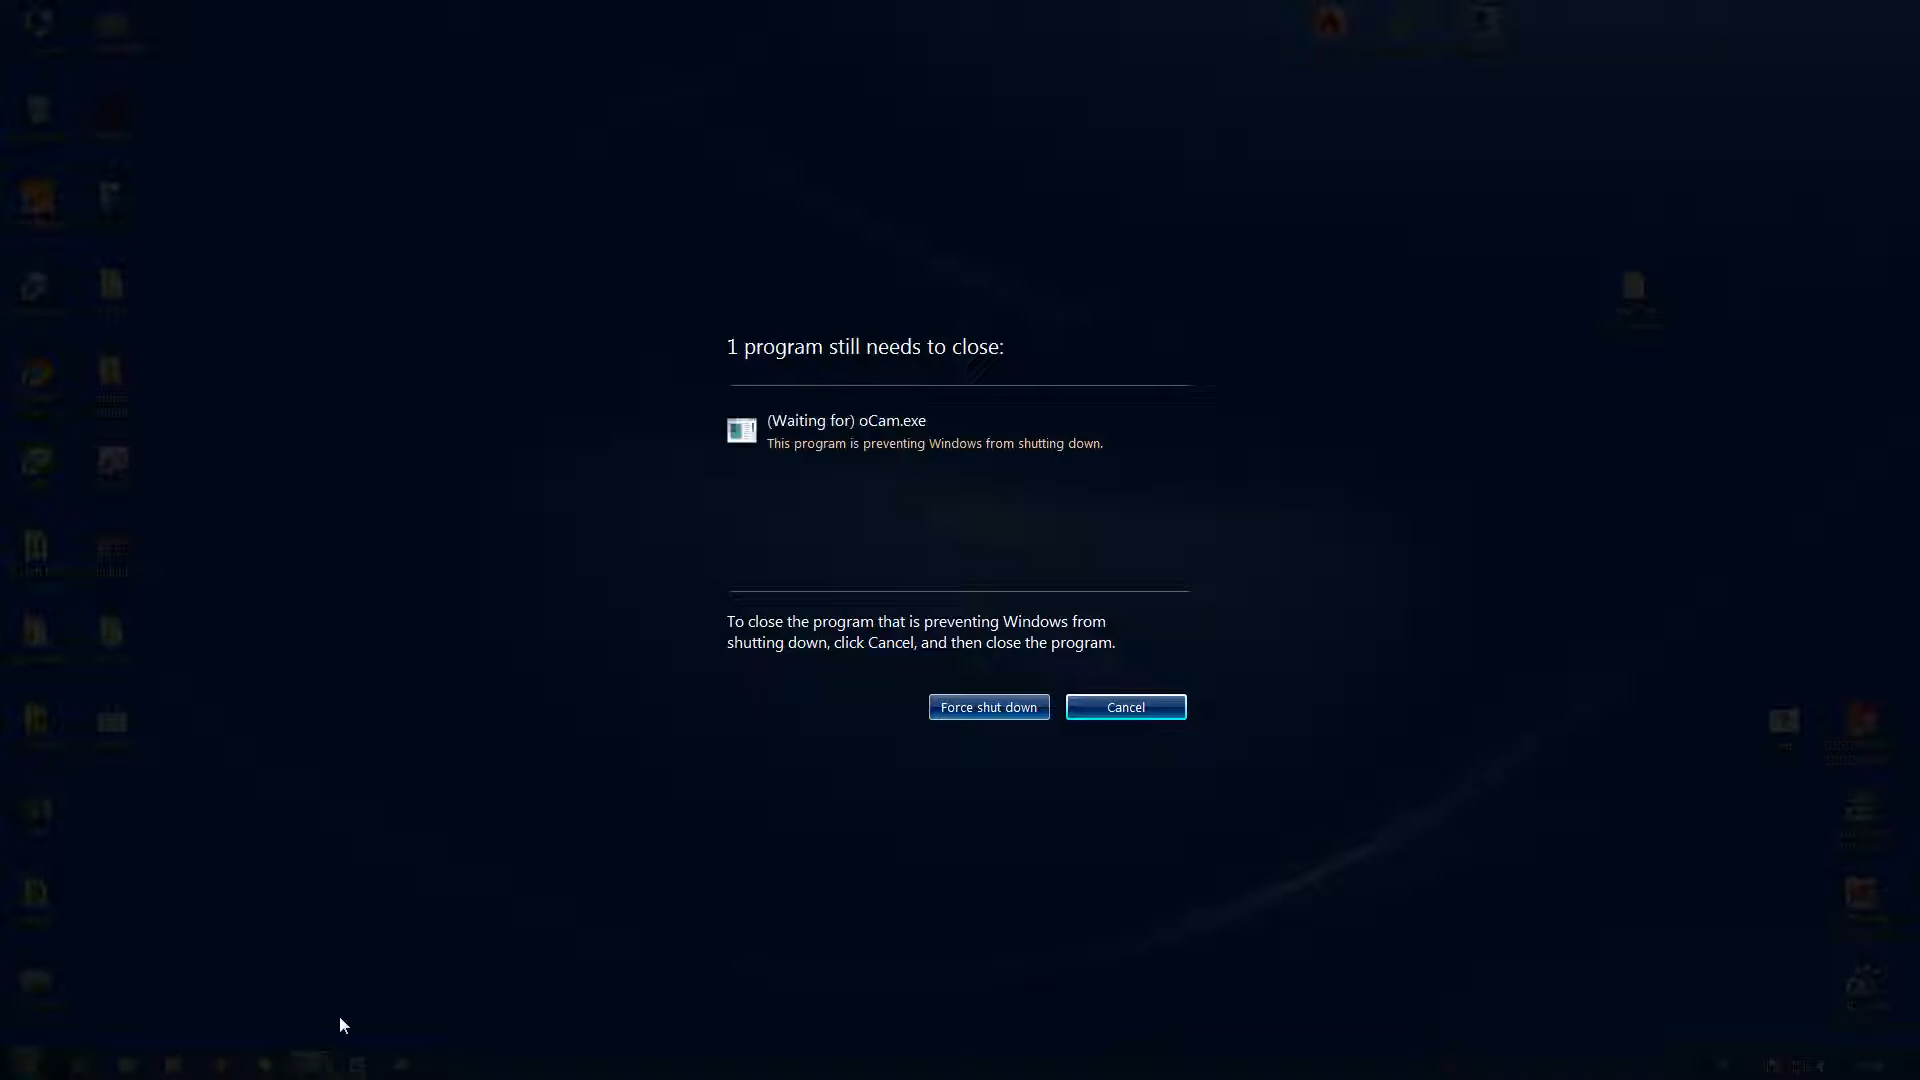 1 program still needs to close:
(Waiting for) oCam.exe
This program is preventing Windows from shutting down.
To close the program that is preventing Windows from
shutting down, click Cancel, and then close the program.
Force shut down
Cancel